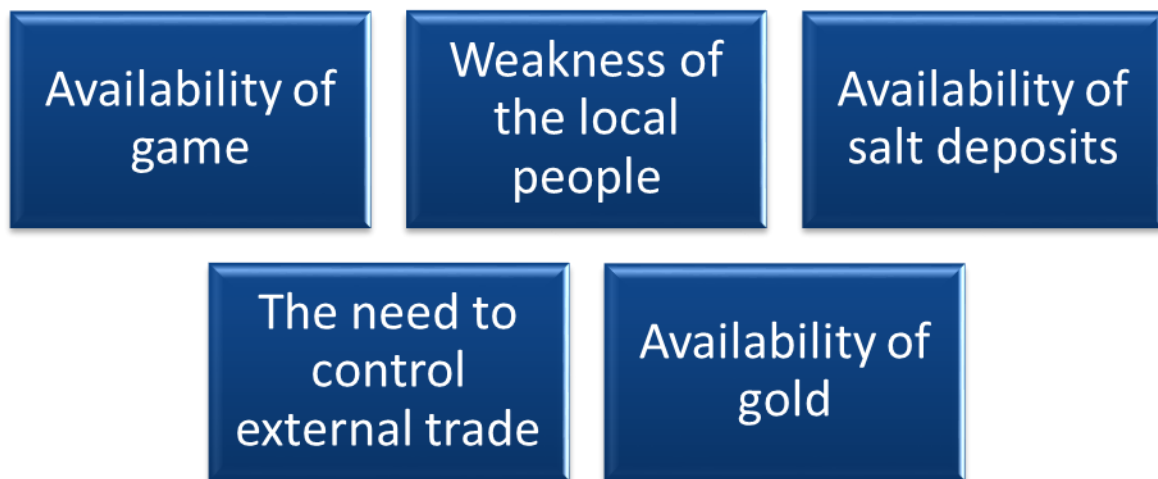 Availability of
game
Weakness of
the local
people
Availability of
salt deposits
The need to
control
external trade
Availability of
gold